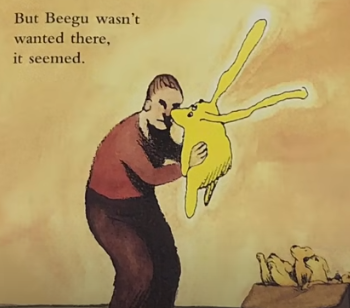 But Beegu wasn't
wanted there,
it seemed.